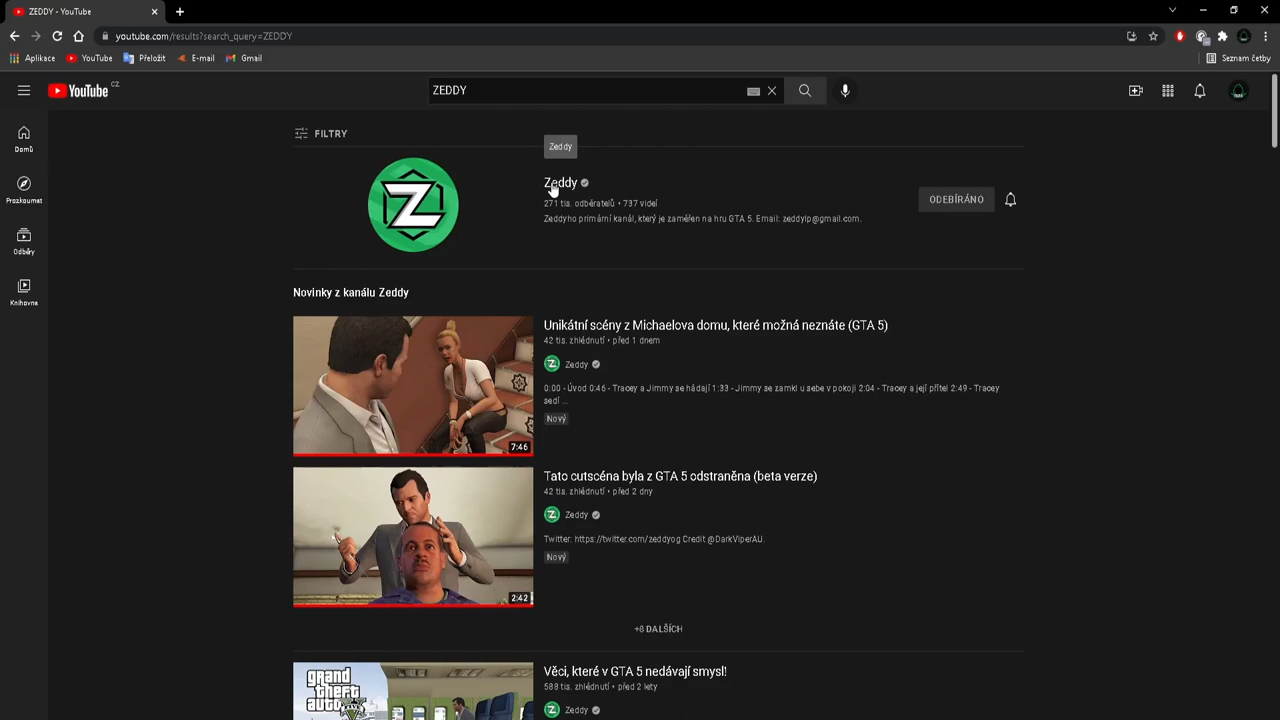 ZEDDY - YouTube
youtube.com/results?search_query=ZEDDY
Aplikace YouTube Přeložit E-mail Gmail Seznam četby
YouTube CZ
ZEDDY
Domů
Prozkoumat
Odběry
Knihovna
FILTRY
Zeddy
Z
Zeddy
271 tis. odběratelů • 737 videí
Zeddyho primární kanál, který je zaměřen na hru GTA 5. Email: zeddylp@gmail.com.
ODEBÍRÁNO
Novinky z kanálu Zeddy
7:46
Unikátní scény z Michaelova domu, které možná neznáte (GTA 5)
42 tis. zhlédnutí • před 1 dnem
Zeddy
0:00 - Úvod 0:46 - Tracey a Jimmy se hádají 1:33 - Jimmy se zamkl u sebe v pokoji 2:04 - Tracey a její přítel 2:49 - Tracey
sedí ...
Nový
2:42
Tato cutscéna byla z GTA 5 odstraněna (beta verze)
42 tis. zhlédnutí • před 2 dny
Zeddy
Twitter: https://twitter.com/zeddyog Credit @DarkViperAU.
Nový
+8 DALŠÍCH
grand
theft
Věci, které v GTA 5 nedávají smysl!
588 tis. zhlédnutí • před 2 lety
Zeddy